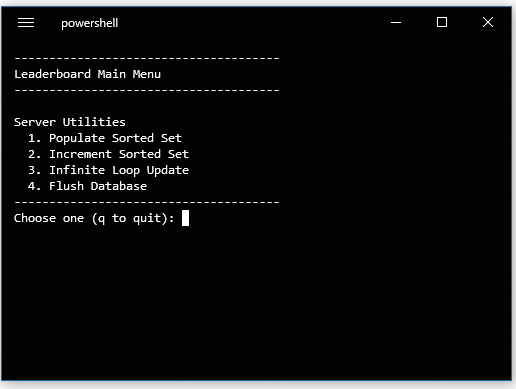 powershell
--------------------------------------
Leaderboard Main Menu
--------------------------------------
Server Utilities
  1. Populate Sorted Set
  2. Increment Sorted Set
  3. Infinite Loop Update
  4. Flush Database
--------------------------------------
Choose one (q to quit):